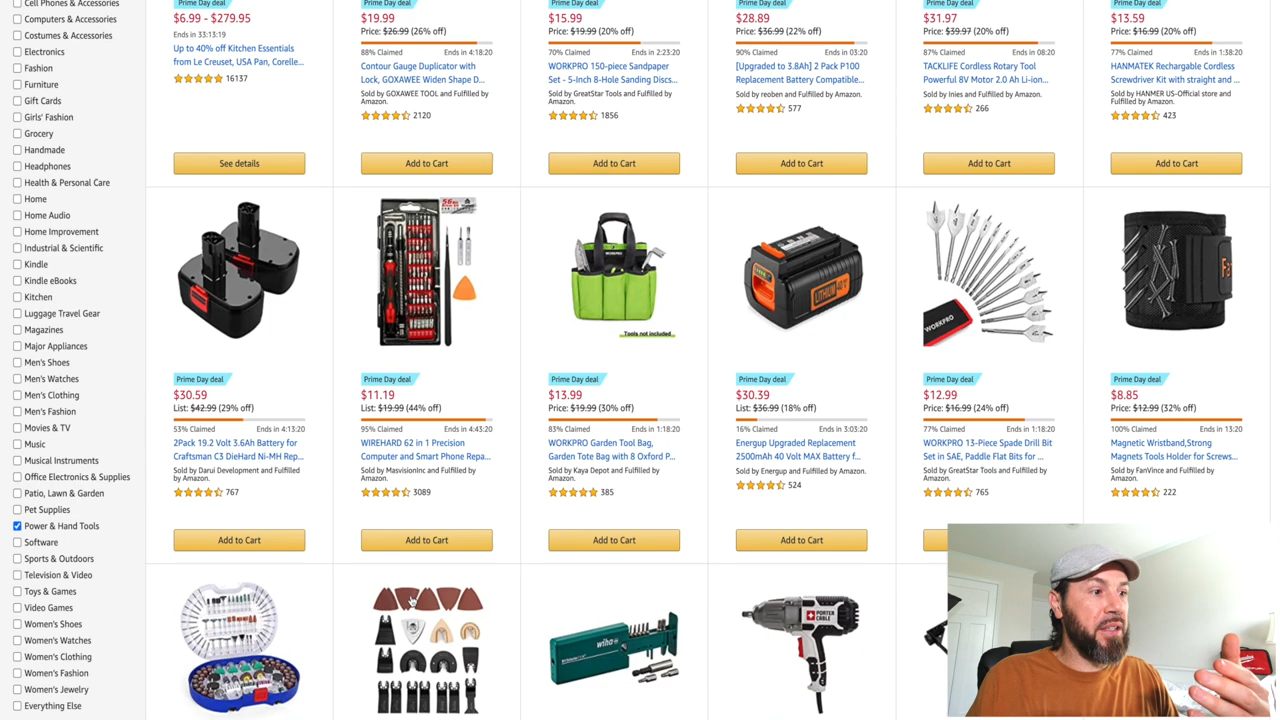 Cell Phones & Accessories
Computers & Accessories
Costumes & Accessories
Electronics
Fashion
Furniture
Gift Cards
Girls' Fashion
Grocery
Handmade
Headphones
Health & Personal Care
Home
Home Audio
Home Improvement
Industrial & Scientific
Kindle
Kindle eBooks
Kitchen
Luggage Travel Gear
Magazines
Major Appliances
Men's Shoes
Men's Watches
Men's Clothing
Men's Fashion
Movies & TV
Music
Musical Instruments
Office Electronics & Supplies
Patio, Lawn & Garden
Pet Supplies
Power & Hand Tools
Software
Sports & Outdoors
Television & Video
Toys & Games
Video Games
Women's Shoes
Women's Watches
Women's Clothing
Women's Fashion
Women's Jewelry
Everything Else
Prime Day deal
$6.99 - $279.95
Ends in 33:13:19
Up to 40% off Kitchen Essentials
from Le Creuset, USA Pan, Corelle...
16137
See details
Prime Day deal
$19.99
Price: $26.99 (26% off)
88% Claimed Ends in 4:18:20
Contour Gauge Duplicator with
Lock, GOXAWEE Widen Shape D...
Sold by GOXAWEE TOOL and Fulfilled by
Amazon.
2120
Add to Cart
Prime Day deal
$15.99
Price: $19.99 (20% off)
70% Claimed Ends in 2:23:20
WORKPRO 150-piece Sandpaper
Set - 5-Inch 8-Hole Sanding Discs...
Sold by GreatStar Tools and Fulfilled by
Amazon.
1856
Add to Cart
Prime Day deal
$28.89
Price: $36.99 (22% off)
90% Claimed Ends in 03:20
[Upgraded to 3.8Ah] 2 Pack P100
Replacement Battery Compatible...
Sold by reoben and Fulfilled by Amazon.
577
Add to Cart
Prime Day deal
$31.97
Price: $39.97 (20% off)
87% Claimed Ends in 08:20
TACKLIFE Cordless Rotary Tool
Powerful 8V Motor 2.0 Ah Li-ion...
Sold by Inies and Fulfilled by Amazon.
266
Add to Cart
Prime Day deal
$13.59
Price: $16.99 (20% off)
77% Claimed Ends in 1:38:20
HANMATEK Rechargable Cordless
Screwdriver Kit with straight and ...
Sold by HANMER US-Official store and
Fulfilled by Amazon.
423
Add to Cart
Prime Day deal
$30.59
List: $42.99 (29% off)
53% Claimed Ends in 4:13:20
2Pack 19.2 Volt 3.6Ah Battery for
Craftsman C3 DieHard Ni-MH Rep...
Sold by Darui Development and Fulfilled
by Amazon.
767
Add to Cart
Prime Day deal
$11.19
List: $19.99 (44% off)
95% Claimed Ends in 4:43:20
WIREHARD 62 in 1 Precision
Computer and Smart Phone Repa...
Sold by MasvisionInc and Fulfilled by
Amazon.
3089
Add to Cart
WORKPRO
Tools not included
Prime Day deal
$13.99
Price: $19.99 (30% off)
83% Claimed Ends in 1:18:20
WORKPRO Garden Tool Bag,
Garden Tote Bag with 8 Oxford P...
Sold by Kaya Depot and Fulfilled by
Amazon.
385
Add to Cart
LITHIUM 40V
Prime Day deal
$30.39
List: $36.99 (18% off)
16% Claimed Ends in 3:03:20
Energup Upgraded Replacement
2500mAh 40 Volt MAX Battery f...
Sold by Energup and Fulfilled by Amazon.
524
Add to Cart
WORKPRO
Prime Day deal
$12.99
Price: $16.99 (24% off)
77% Claimed Ends in 1:18:20
WORKPRO 13-Piece Spade Drill Bit
Set in SAE, Paddle Flat Bits for ...
Sold by GreatStar Tools and Fulfilled by
Amazon.
765
Prime Day deal
$8.85
Price: $12.99 (32% off)
100% Claimed Ends in 13:20
Magnetic Wristband,Strong
Magnets Tools Holder for Screws...
Sold by FanVince and Fulfilled by
Amazon.
222
wiha
PORTER
CABLE